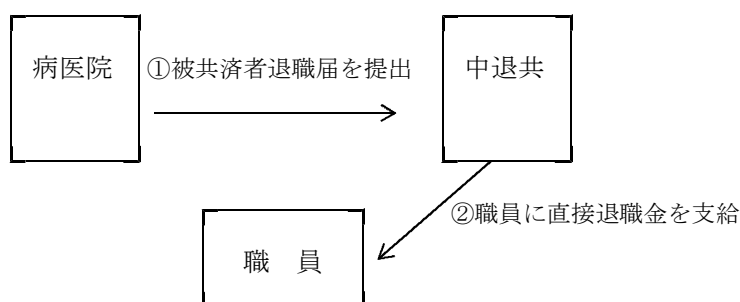 病医院
①被共済者退職届を提出
中退共
②職員に直接退職金を支給
職　員